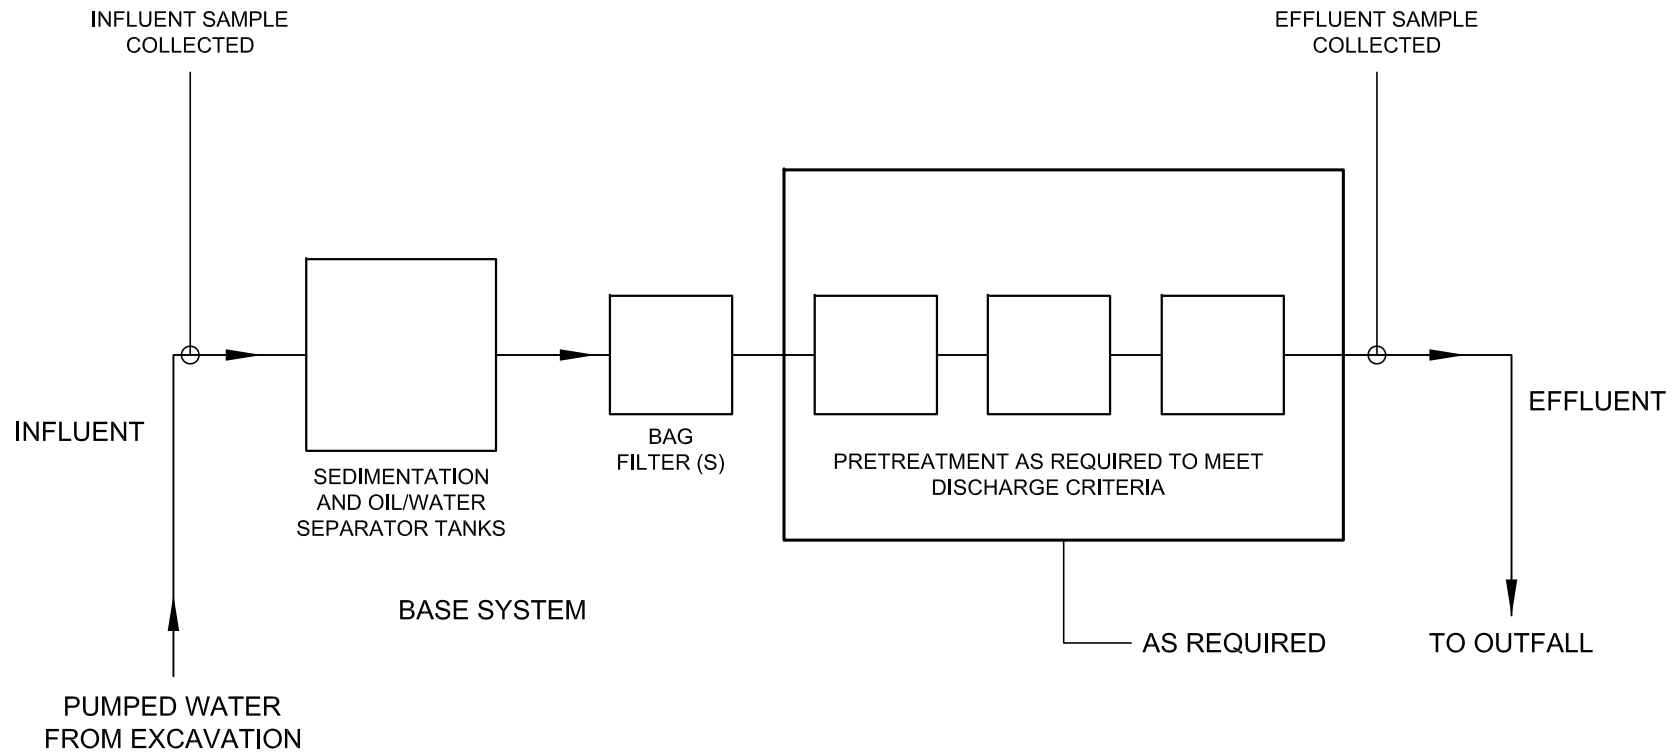 INFLUENT SAMPLE
COLLECTED
EFFLUENT SAMPLE
COLLECTED
INFLUENT
EFFLUENT
BAG
FILTER (S)
PRETREATMENT AS REQUIRED TO MEET
DISCHARGE CRITERIA
SEDIMENTATION
AND OIL/WATER
SEPARATOR TANKS
BASE SYSTEM
AS REQUIRED
TO OUTFALL
PUMPED WATER
FROM EXCAVATION